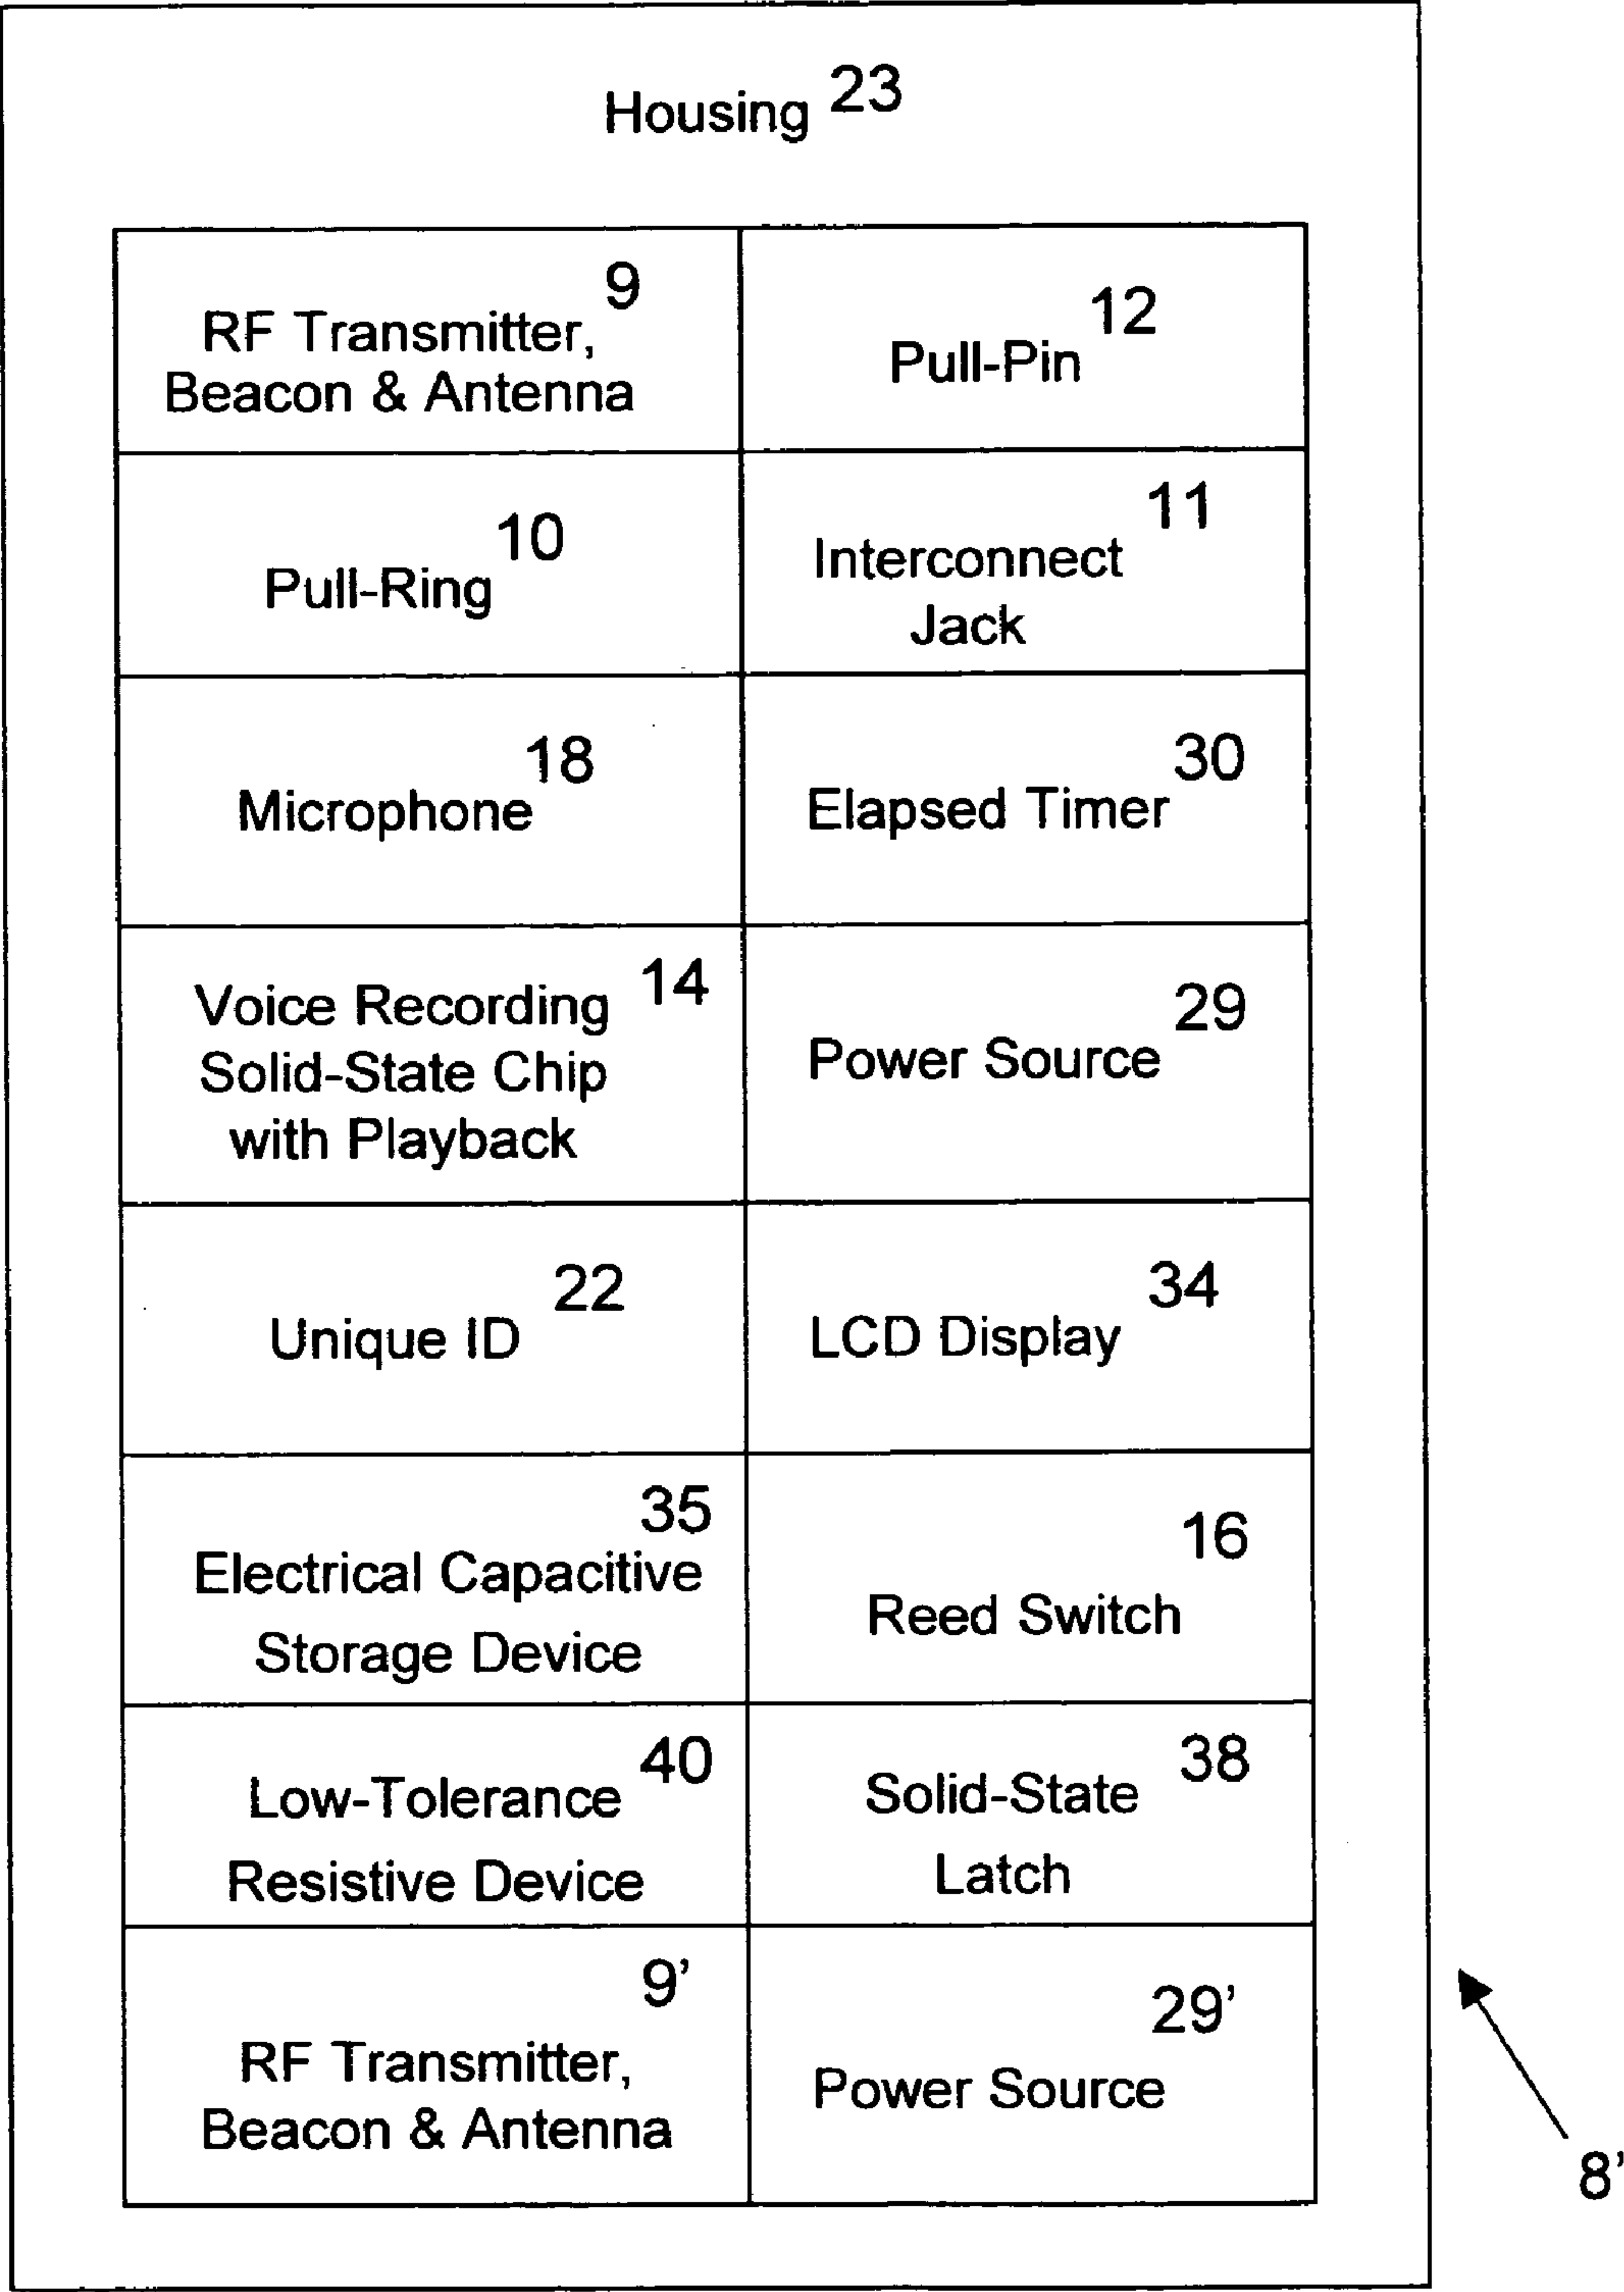 Housing 23
9
RF Transmitter,
Beacon & Antenna
12
Pull-Pin
10
Pull-Ring
11
Interconnect
Jack
18
Microphone
30
Elapsed Timer
Voice Recording 14
Solid-State Chip
with Playback
29
Power Source
22
Unique ID
34
LCD Display
35
Electrical Capacitive
Storage Device
16
Reed Switch
Low-Tolerance 40
Resistive Device
Solid-State 38
Latch
9'
RF Transmitter,
Beacon & Antenna
29'
Power Source
8'